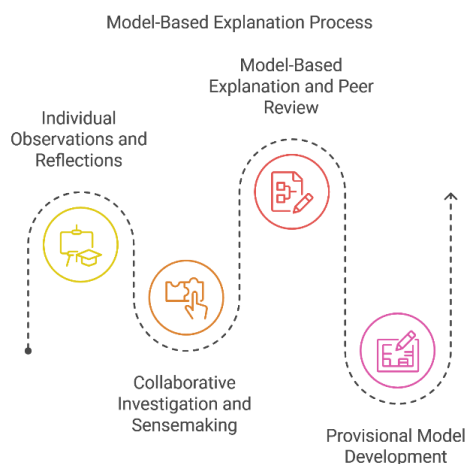 Model-Based Explanation Process
Individual
Observations and
Reflections
Collaborative
Investigation and
Sensemaking
Model-Based
Explanation and Peer
Review
Provisional Model
Development